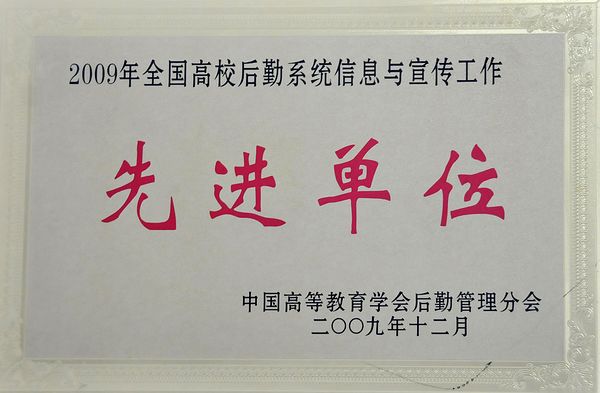 2009年全国高校后勤系统信息与宣传工作
先进单位
中国高等教育学会后勤管理分会
二〇〇九年十二月